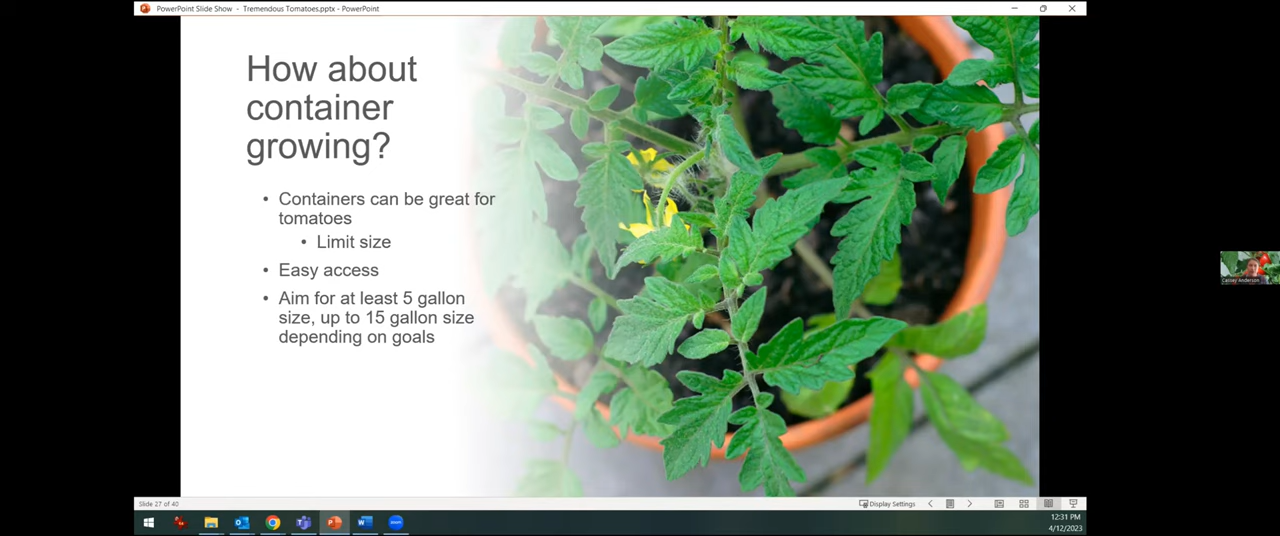 PowerPoint Slide Show - Tremendous Tomatoes.pptx - PowerPoint
How about
container
growing?
• Containers can be great for
tomatoes
• Limit size
• Easy access
• Aim for at least 5 gallon
size, up to 15 gallon size
depending on goals
Cassey Anderson
Slide 27 of 40
Display Settings
12:31 PM
4/12/2023